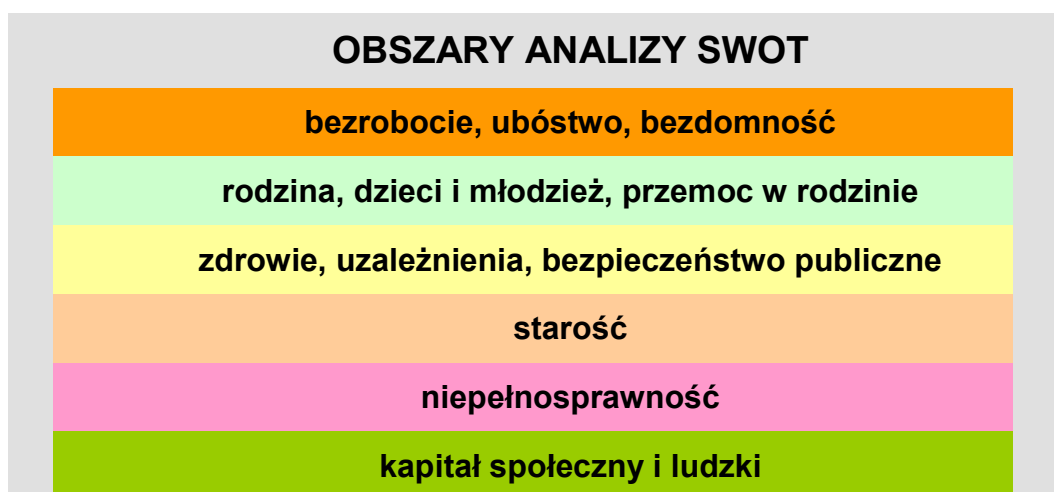 OBSZARY ANALIZY SWOT
bezrobocie, ubóstwo, bezdomność
rodzina, dzieci i młodzież, przemoc w rodzinie
zdrowie, uzależnienia, bezpieczeństwo publiczne
starość
niepełnosprawność
kapitał społeczny i ludzki